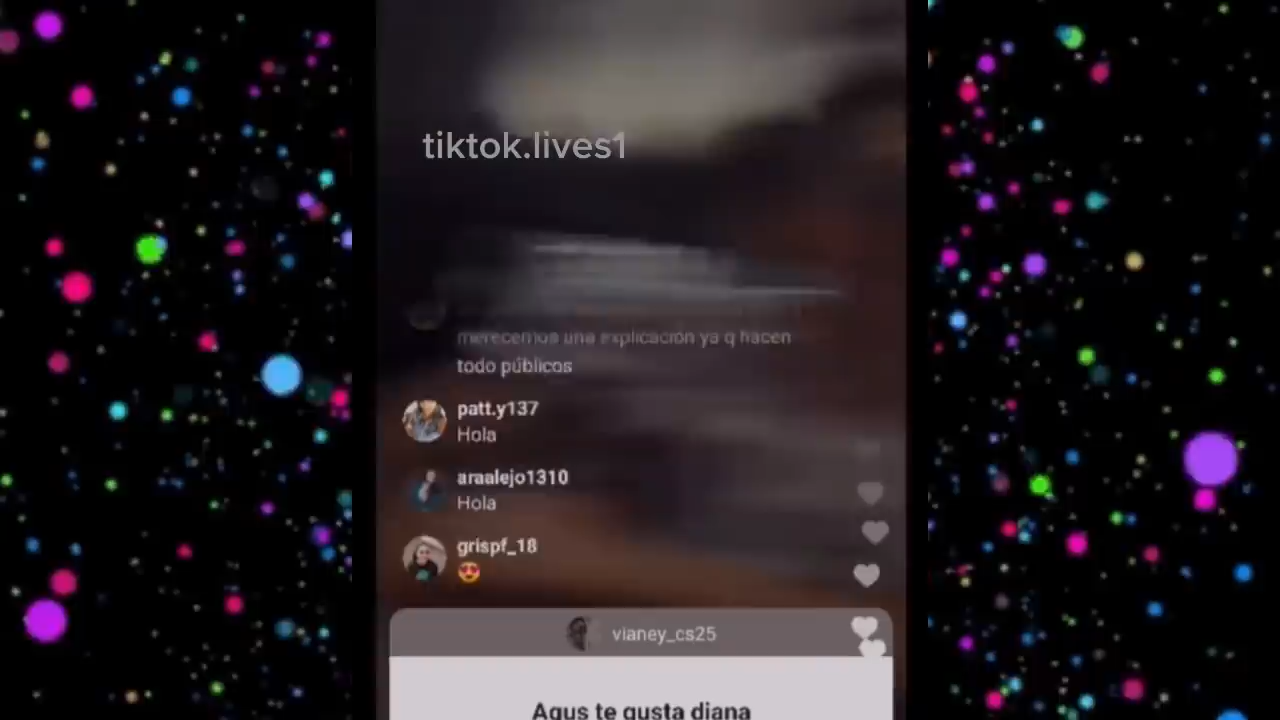 tiktok.lives1
merecemos una explicación ya q hacen
todo públicos
patt.y137
Hola
araalejo1310
Hola
grispf_18
😍
vianey_cs25
Agus te gusta diana